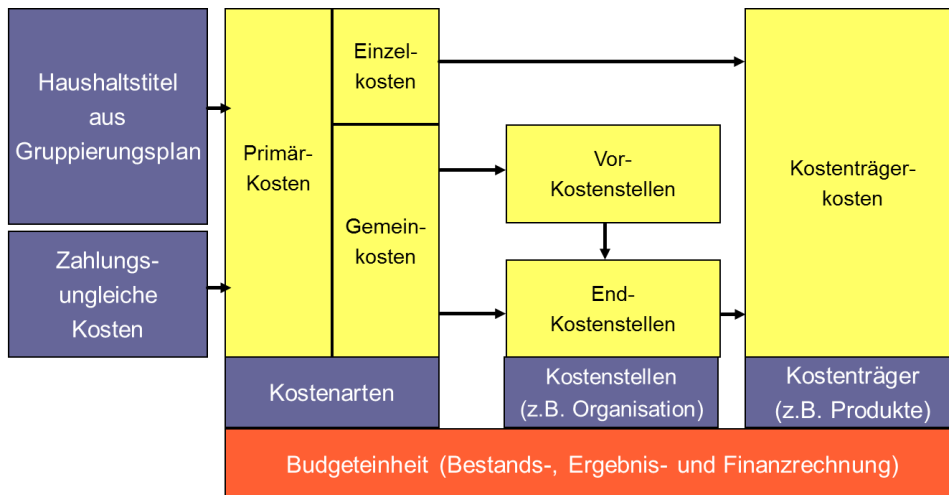 Haushaltstitel
aus
Gruppierungsplan
Zahlungs-
ungleiche
Kosten
Primär-
Kosten
Einzel-
kosten
Gemein-
kosten
Vor-
Kostenstellen
End-
Kostenstellen
Kostenträger-
kosten
Kostenarten
Kostenstellen
(z.B. Organisation)
Kostenträger
(z.B. Produkte)
Budgeteinheit (Bestands-, Ergebnis- und Finanzrechnung)